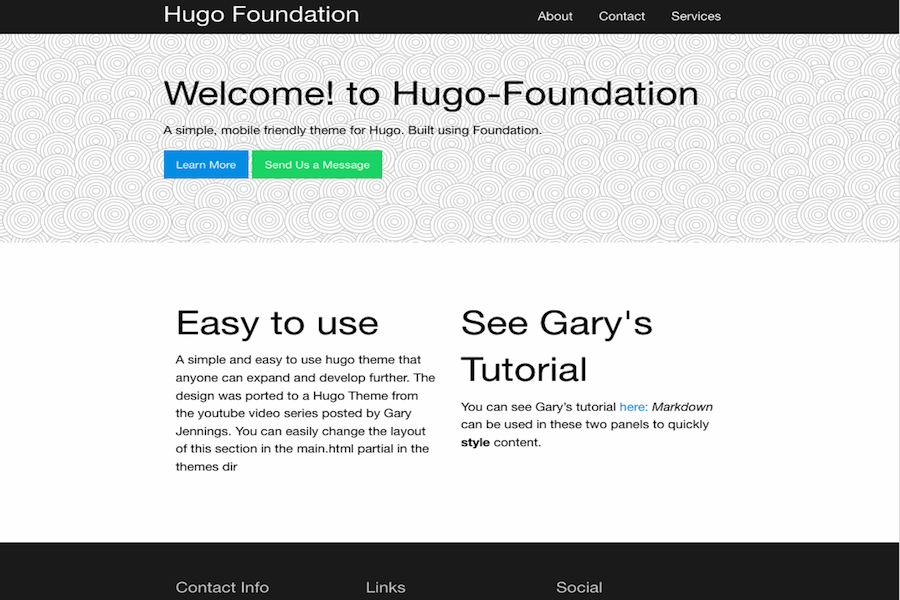 Hugo Foundation
About Contact Services
Welcome! to Hugo-Foundation
A simple, mobile friendly theme for Hugo. Built using Foundation.
Learn More Send Us a Message
Easy to use
A simple and easy to use hugo theme that
anyone can expand and develop further. The
design was ported to a Hugo Theme from
the youtube video series posted by Gary
Jennings. You can easily change the layout
of this section in the main.html partial in the
themes dir
See Gary's
Tutorial
You can see Gary's tutorial here: Markdown
can be used in these two panels to quickly
style content.
Contact Info
Links
Social